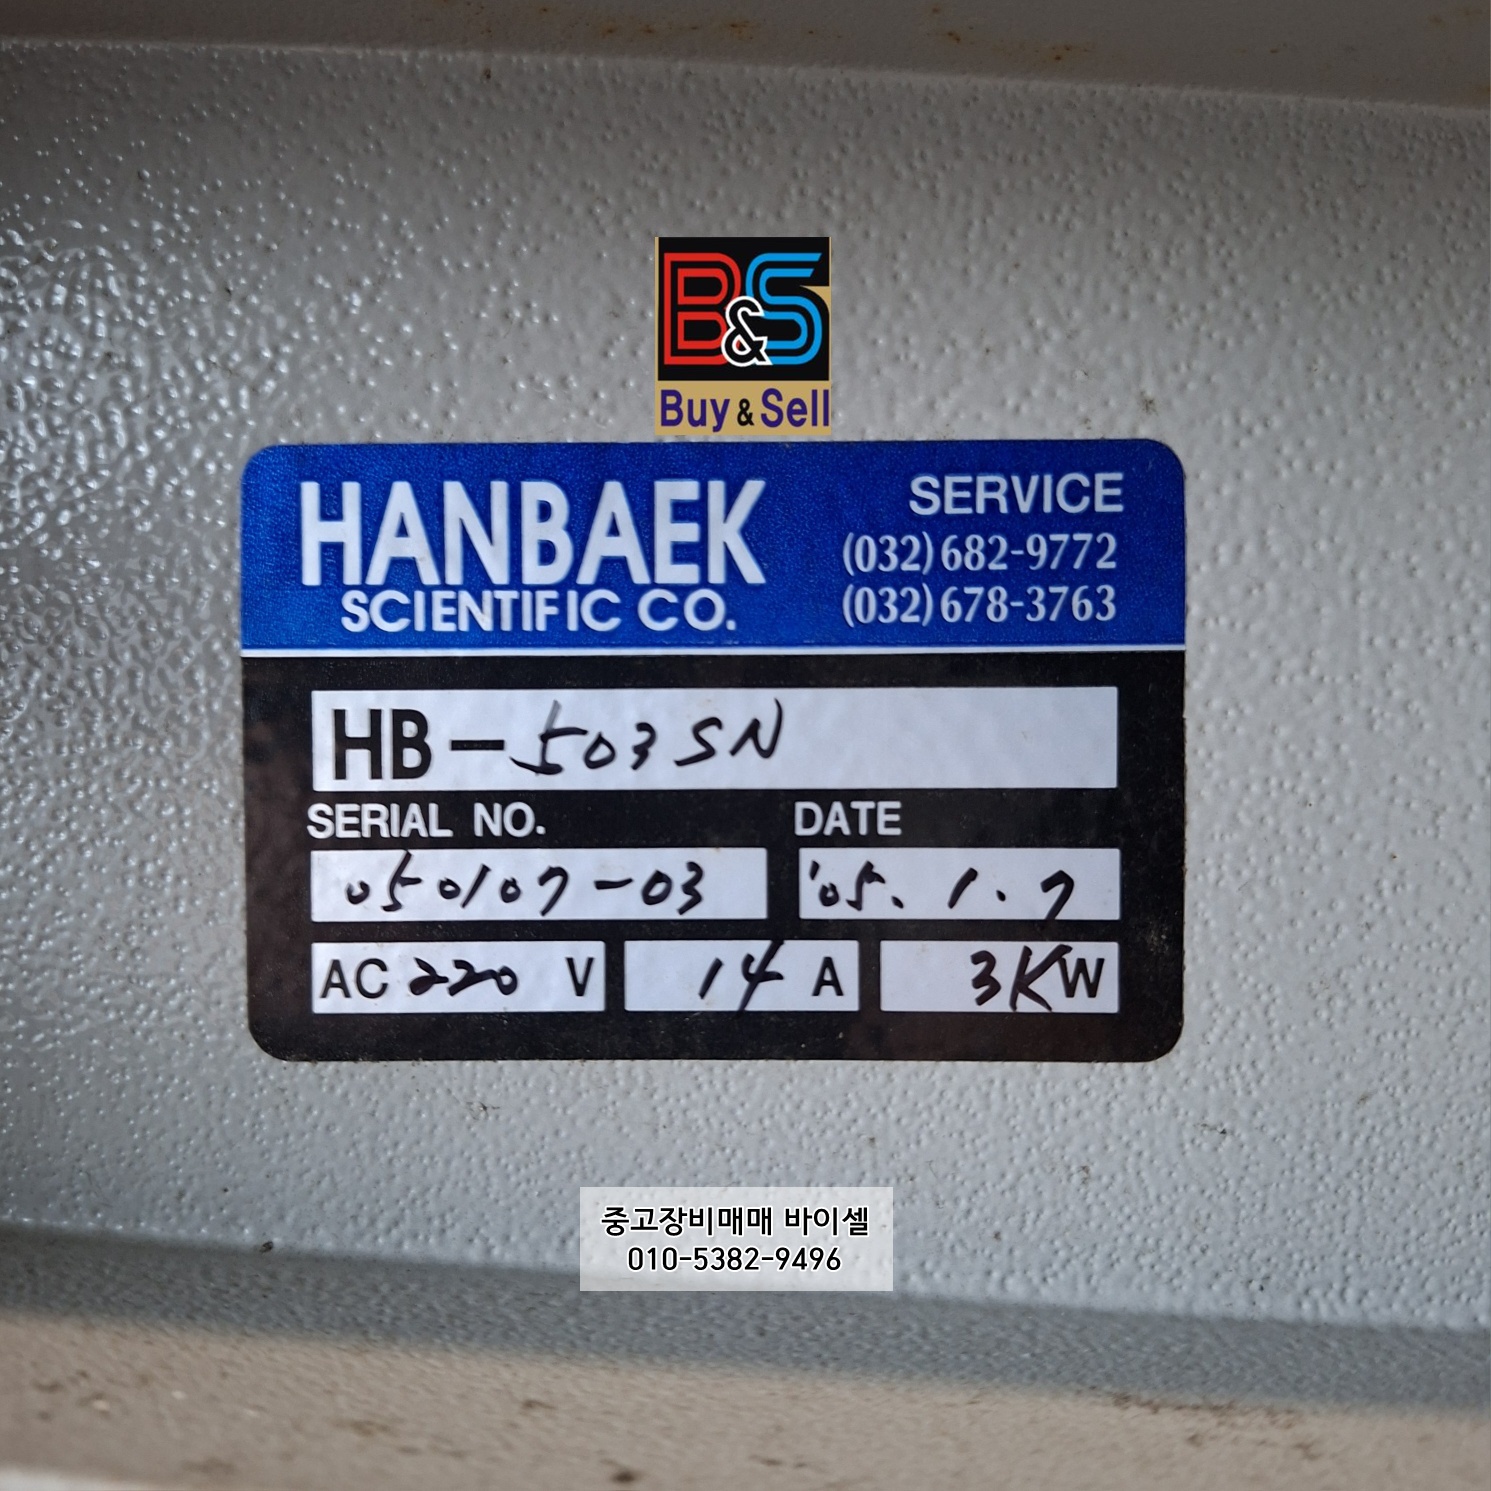 B&S
Buy & Sell
HANBAEK
SCIENTIFIC CO.
SERVICE
(032) 682-9772
(032) 678-3763
HB-503SN
SERIAL NO. DATE
050107-03 '05. 1. 7
AC 220 V 14 A 3KW
중고장비매매 바이셀
010-5382-9496